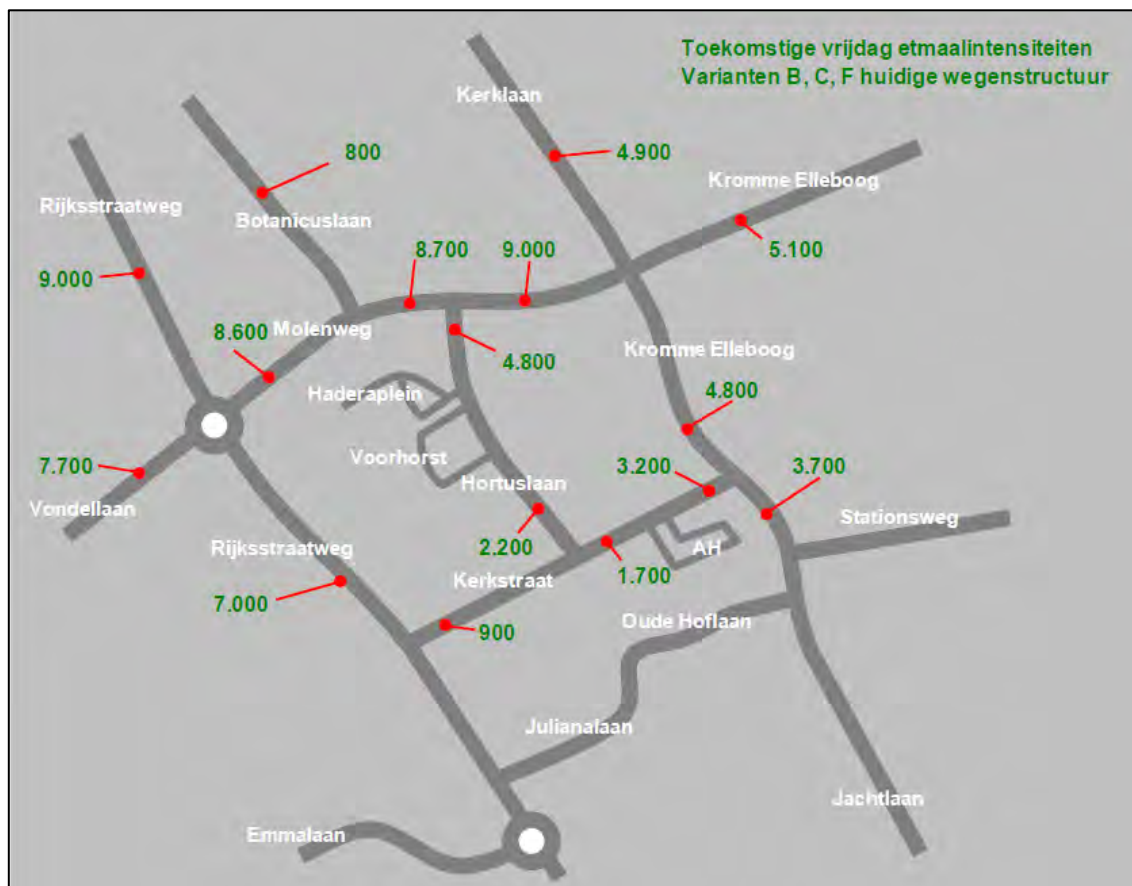 Toekomstige vrijdag etmaalintensiteiten
Varianten B, C, F huidige wegenstructuur
Kerklaan
800
4.900
Kromme Elleboog
Rijksstraatweg
Botanicuslaan
8.700
9.000
5.100
9.000
Molenweg
8.600
4.800
Kromme Elleboog
Haderaplein
4.800
Voorhorst
7.700
3.200
3.700
Hortuslaan
Vondellaan
Stationsweg
Rijksstraatweg
2.200
AH
Kerkstraat
1.700
7.000
900
Oude Hoflaan
Julianalaan
Jachtlaan
Emmalaan